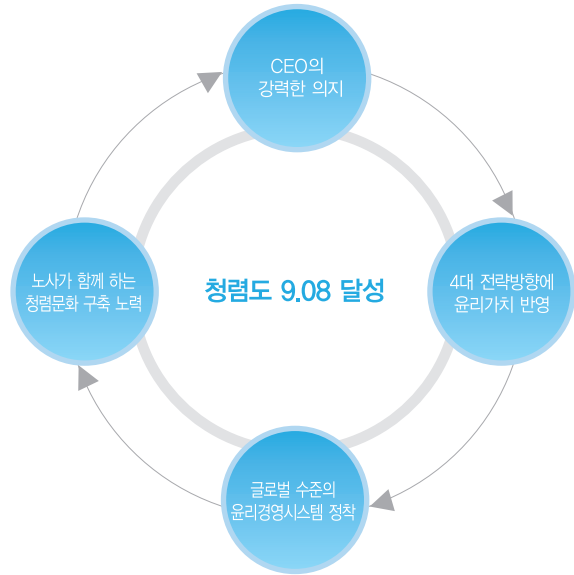 CEO의
강력한 의지
4대 전략방향에
윤리가치 반영
글로벌 수준의
윤리경영시스템 정착
노사가 함께 하는
청렴문화 구축 노력
청렴도 9.08 달성